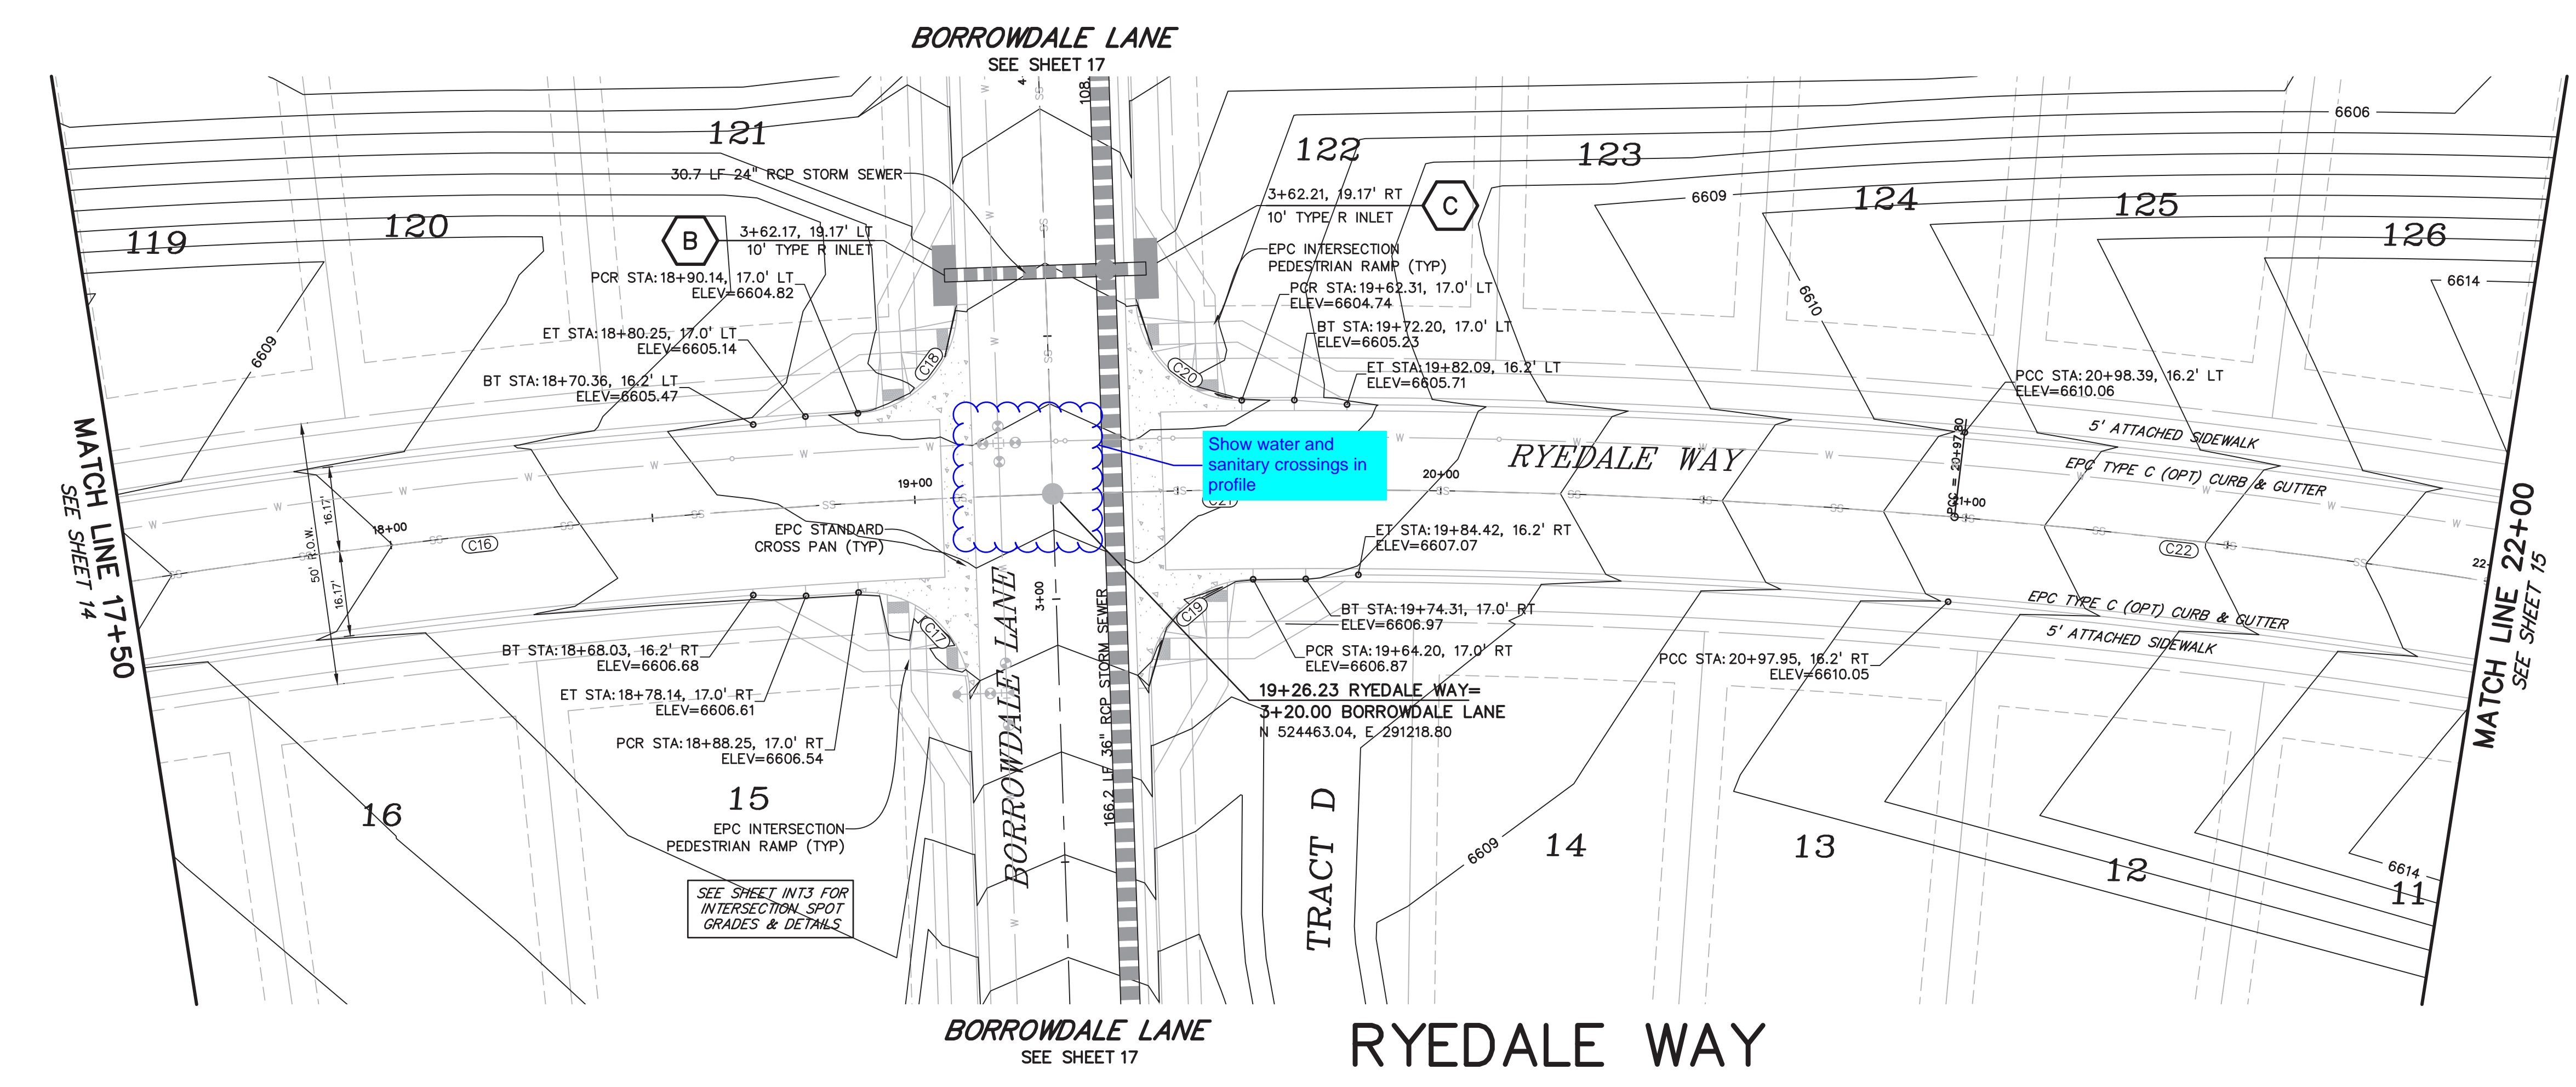 BORROWDALE LANE
SEE SHEET 17
121
122
123
124
125
126
119
120
6606
6609
6610
6614
6609
108.
30.7 LF 24" RCP STORM SEWER
B
3+62.17, 19.17' LT
10' TYPE R INLET
3+62.21, 19.17' RT
10' TYPE R INLET
C
EPC INTERSECTION
PEDESTRIAN RAMP (TYP)
PCR STA:18+90.14, 17.0' LT
ELEV=6604.82
ET STA:18+80.25, 17.0' LT
ELEV=6605.14
BT STA:18+70.36, 16.2' LT
ELEV=6605.47
PCR STA:19+62.31, 17.0' LT
ELEV=6604.74
BT STA:19+72.20, 17.0' LT
ELEV=6605.23
ET STA:19+82.09, 16.2' LT
ELEV=6605.71
PCC STA:20+98.39, 16.2' LT
ELEV=6610.06
C18
C20
MATCH LINE 17+50
SEE SHEET 14
Show water and
sanitary crossings in
profile
RYEDALE WAY
5' ATTACHED SIDEWALK
EPC TYPE C (OPT) CURB & GUTTER
PCC = 20+97.80
18+00
19+00
20+00
21+00
22+
50' R.O.W.
16.17'
16.17'
C16
C21
C22
EPC STANDARD
CROSS PAN (TYP)
ET STA:19+84.42, 16.2' RT
ELEV=6607.07
BT STA:19+74.31, 17.0' RT
ELEV=6606.97
PCR STA:19+64.20, 17.0' RT
ELEV=6606.87
PCC STA:20+97.95, 16.2' RT
ELEV=6610.05
EPC TYPE C (OPT) CURB & GUTTER
5' ATTACHED SIDEWALK
MATCH LINE 22+00
SEE SHEET 15
C17
C19
3+00
BORROWDALE LANE
166.2 LF 36" RCP STORM SEWER
BT STA:18+68.03, 16.2' RT
ELEV=6606.68
ET STA:18+78.14, 17.0' RT
ELEV=6606.61
PCR STA:18+88.25, 17.0' RT
ELEV=6606.54
19+26.23 RYEDALE WAY=
3+20.00 BORROWDALE LANE
N 524463.04, E 291218.80
16
15
EPC INTERSECTION
PEDESTRIAN RAMP (TYP)
SEE SHEET INT3 FOR
INTERSECTION SPOT
GRADES & DETAILS
TRACT D
6609
14
13
12
11
6614
BORROWDALE LANE
SEE SHEET 17
RYEDALE WAY